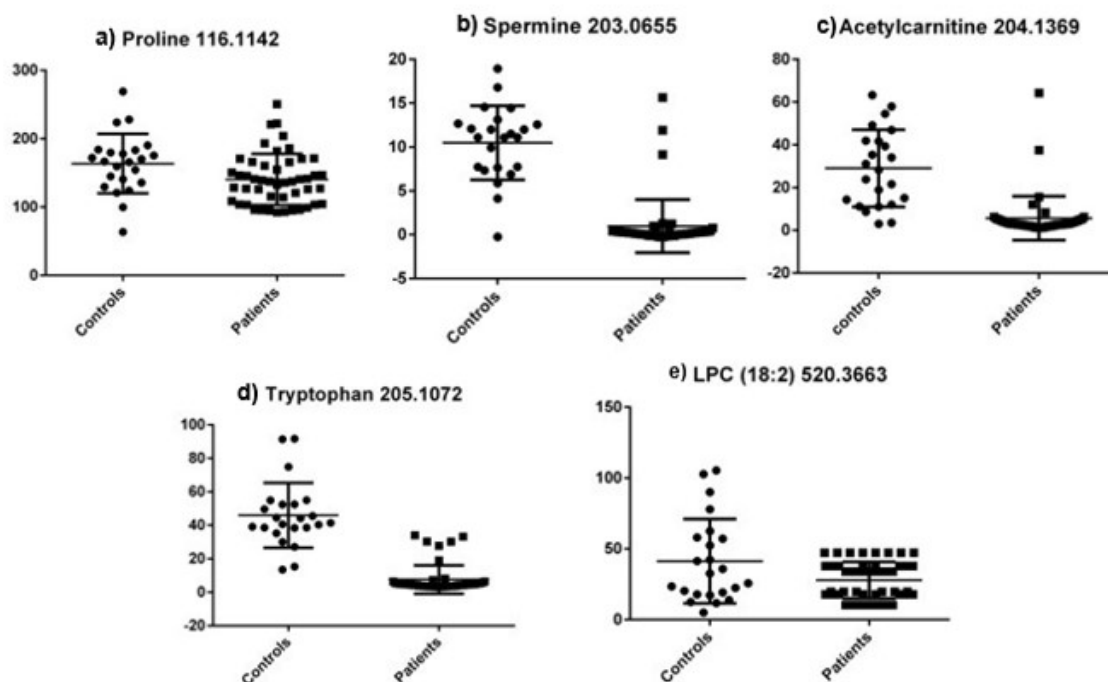 a) Proline 116.1142
300
200
100
0
Controls
Patients
b) Spermine 203.0655
20
15
10
5
0
-5
Controls
Patients
c) Acetylcarnitine 204.1369
80
60
40
20
0
-20
controls
Patients
d) Tryptophan 205.1072
100
80
60
40
20
0
-20
Controls
Patients
e) LPC (18:2) 520.3663
150
100
50
0
Controls
Patients